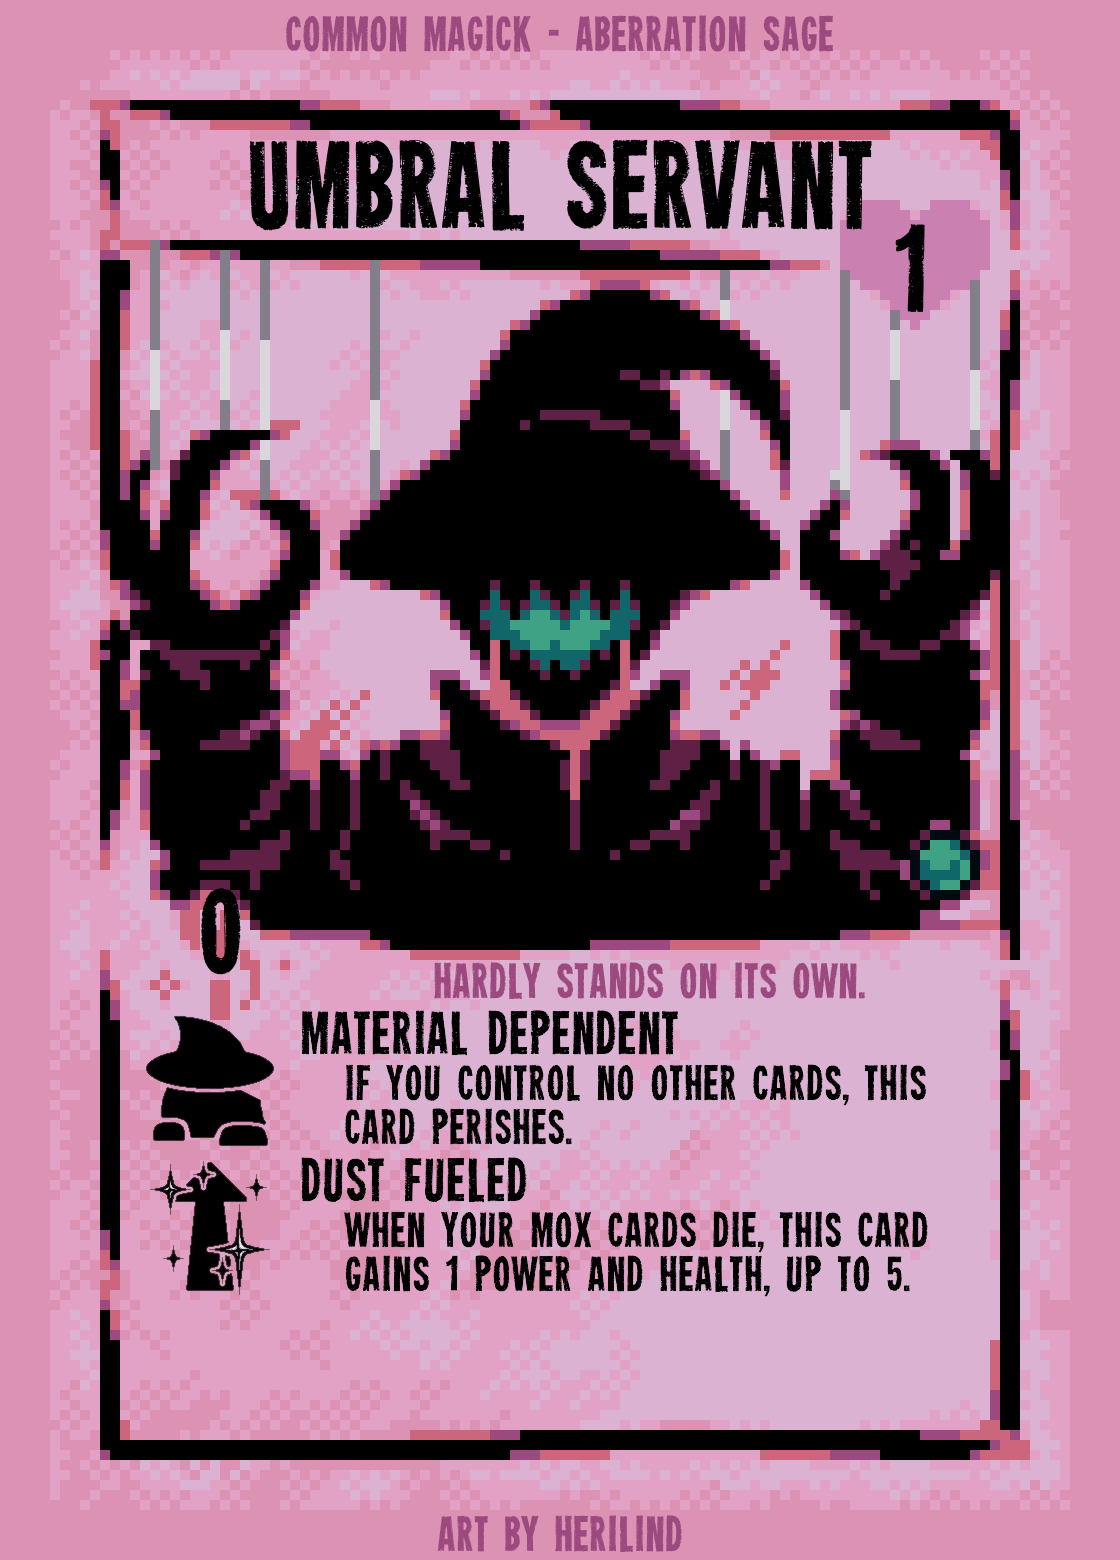 COMMON MAGICK - ABERRATION SAGE
UMBRAL SERVANT
1
0
HARDLY STANDS ON ITS OWN.
MATERIAL DEPENDENT
IF YOU CONTROL NO OTHER CARDS, THIS
CARD PERISHES.
DUST FUELED
WHEN YOUR MOX CARDS DIE, THIS CARD
GAINS 1 POWER AND HEALTH, UP TO 5.
ART BY HERILIND